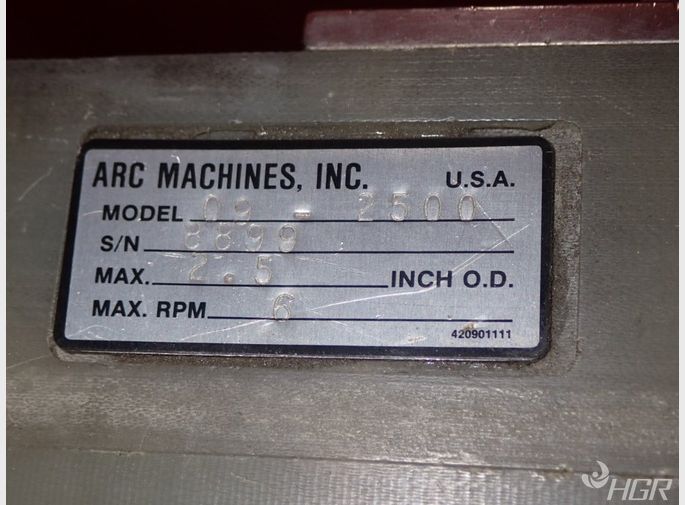 ARC MACHINES, INC. U.S.A.
MODEL 09 - 2500
S/N 8899
MAX. 2.5 INCH O.D.
MAX. RPM 6
420901111
HGR